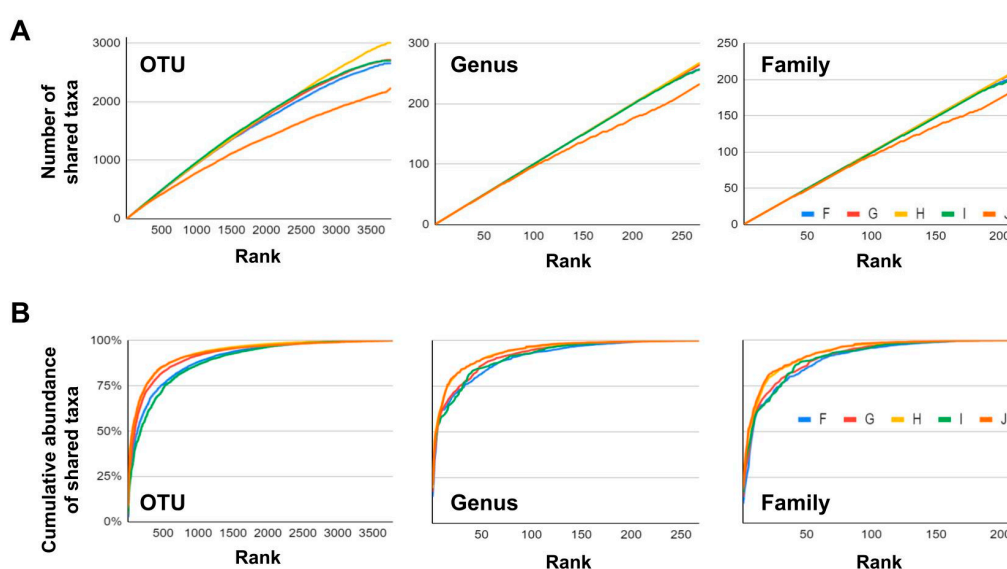 A
Number of
shared taxa
3000
2000
1000
0
OTU
500 1000 1500 2000 2500 3000 3500
Rank
300
200
100
0
Genus
50 100 150 200 250
Rank
250
200
150
100
50
0
Family
F G H I J
50 100 150 200
Rank
B
Cumulative abundance
of shared taxa
100%
75%
50%
25%
0%
OTU
500 1000 1500 2000 2500 3000 3500
Rank
Genus
50 100 150 200 250
Rank
F G H I J
Family
50 100 150 200
Rank